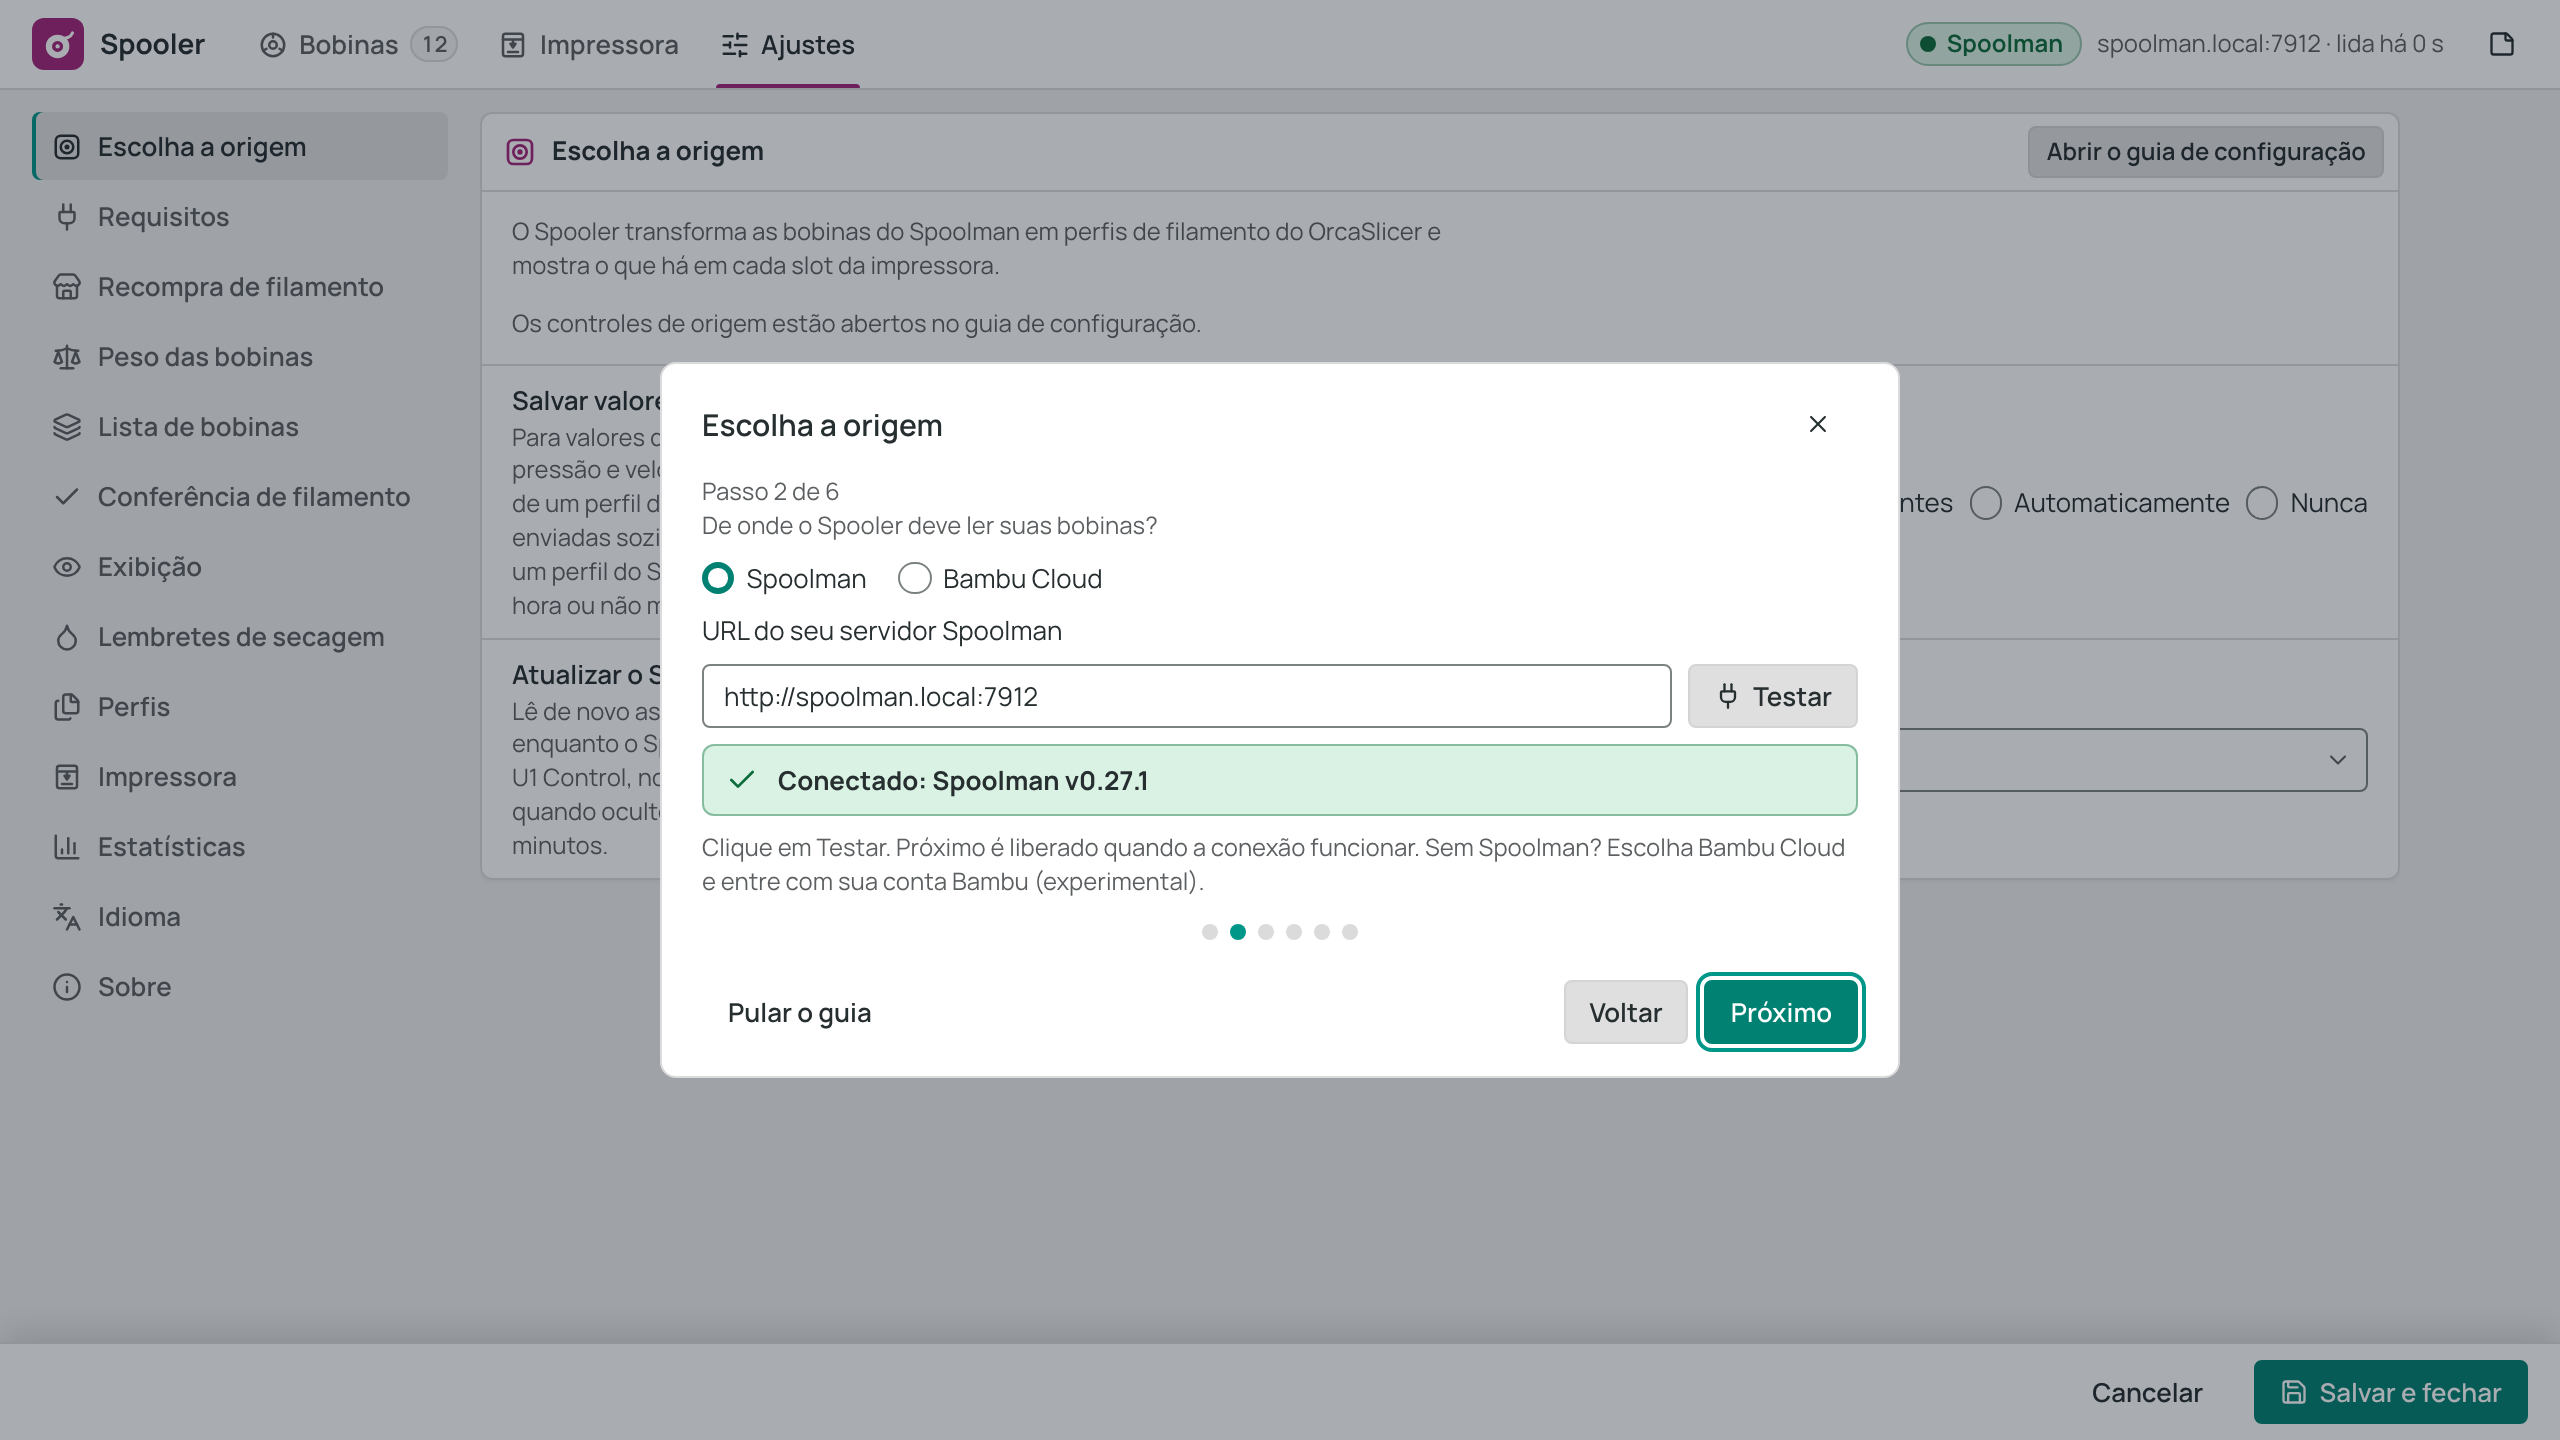 Spooler
Bobinas 12
Impressora
Ajustes
Spoolman
spoolman.local:7912 · lida há 0 s
Escolha a origem
Requisitos
Recompra de filamento
Peso das bobinas
Lista de bobinas
Conferência de filamento
Exibição
Lembretes de secagem
Perfis
Impressora
Estatísticas
Idioma
Sobre
Escolha a origem
Abrir o guia de configuração
O Spooler transforma as bobinas do Spoolman em perfis de filamento do OrcaSlicer e
mostra o que há em cada slot da impressora.
Os controles de origem estão abertos no guia de configuração.
Salvar
Para valores
pressão e
de um perfil
enviadas
um perfil do
hora ou não
Automaticamente
Nunca
Atualizar o
Lê de novo as
enquanto o
U1 Control,
quando
minutos.
Escolha a origem
Passo 2 de 6
De onde o Spooler deve ler suas bobinas?
Spoolman
Bambu Cloud
URL do seu servidor Spoolman
http://spoolman.local:7912
Testar
Conectado: Spoolman v0.27.1
Clique em Testar. Próximo é liberado quando a conexão funcionar. Sem Spoolman? Escolha Bambu Cloud
e entre com sua conta Bambu (experimental).
Pular o guia
Voltar
Próximo
Cancelar
Salvar e fechar